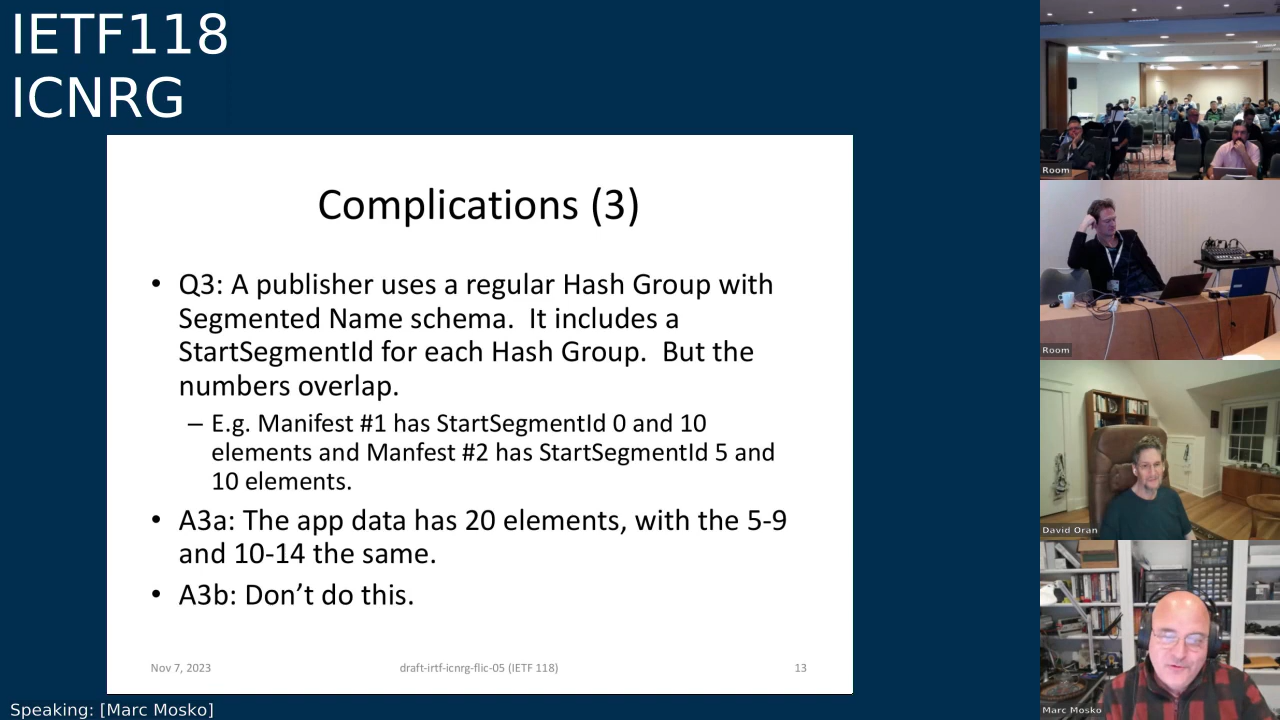 IETF118
ICNRG
Complications (3)
• Q3: A publisher uses a regular Hash Group with
Segmented Name schema.  It includes a
StartSegmentId for each Hash Group.  But the
numbers overlap.
– E.g. Manifest #1 has StartSegmentId 0 and 10
elements and Manfest #2 has StartSegmentId 5 and
10 elements.
• A3a: The app data has 20 elements, with the 5-9
and 10-14 the same.
• A3b: Don’t do this.
Nov 7, 2023
draft-irtf-icnrg-flic-05 (IETF 118)
13
Speaking: [Marc Mosko]
Room
Room
David Oran
Marc Mosko